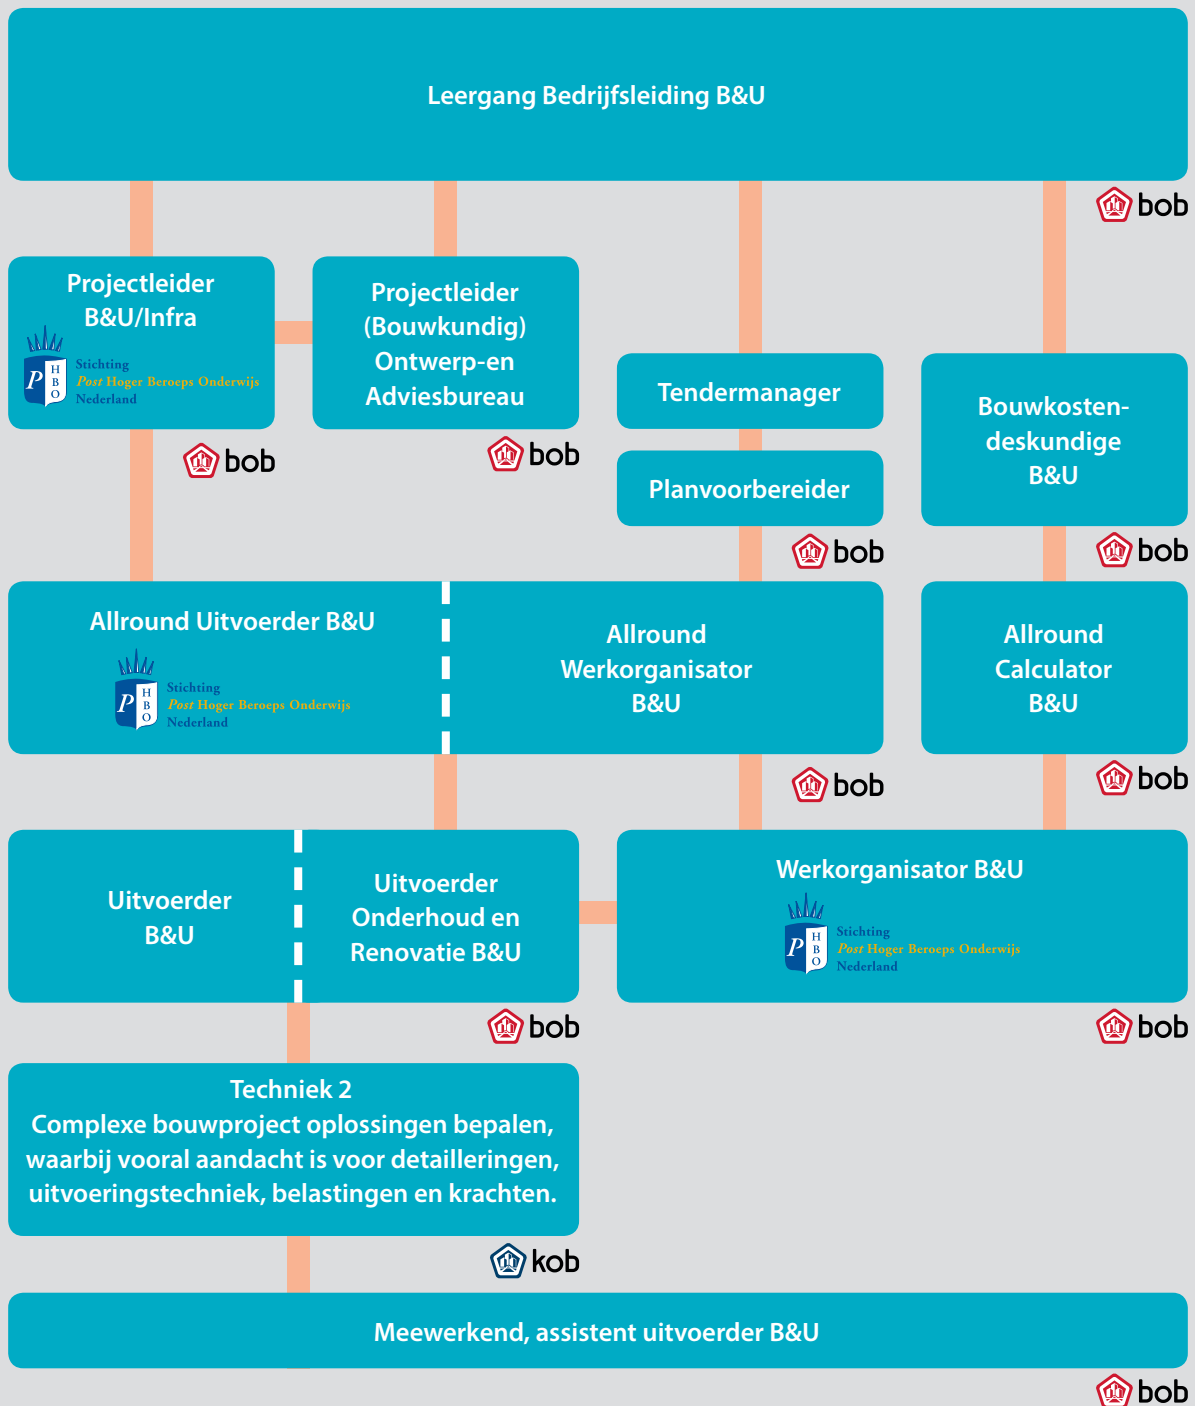 Leergang Bedrijfsleiding B&U
bob
Projectleider
B&U/Infra
P
H
B
O
Stichting
Post Hoger Beroeps Onderwijs
Nederland
bob
Projectleider
(Bouwkundig)
Ontwerp-en
Adviesbureau
bob
Tendermanager
Planvoorbereider
bob
Bouwkosten-
deskundige
B&U
bob
Allround Uitvoerder B&U
P
H
B
O
Stichting
Post Hoger Beroeps Onderwijs
Nederland
Allround
Werkorganisator
B&U
bob
Allround
Calculator
B&U
bob
Uitvoerder
B&U
Uitvoerder
Onderhoud en
Renovatie B&U
bob
Werkorganisator B&U
P
H
B
O
Stichting
Post Hoger Beroeps Onderwijs
Nederland
bob
Techniek 2
Complexe bouwproject oplossingen bepalen,
waarbij vooral aandacht is voor detailleringen,
uitvoeringstechniek, belastingen en krachten.
kob
Meewerkend, assistent uitvoerder B&U
bob